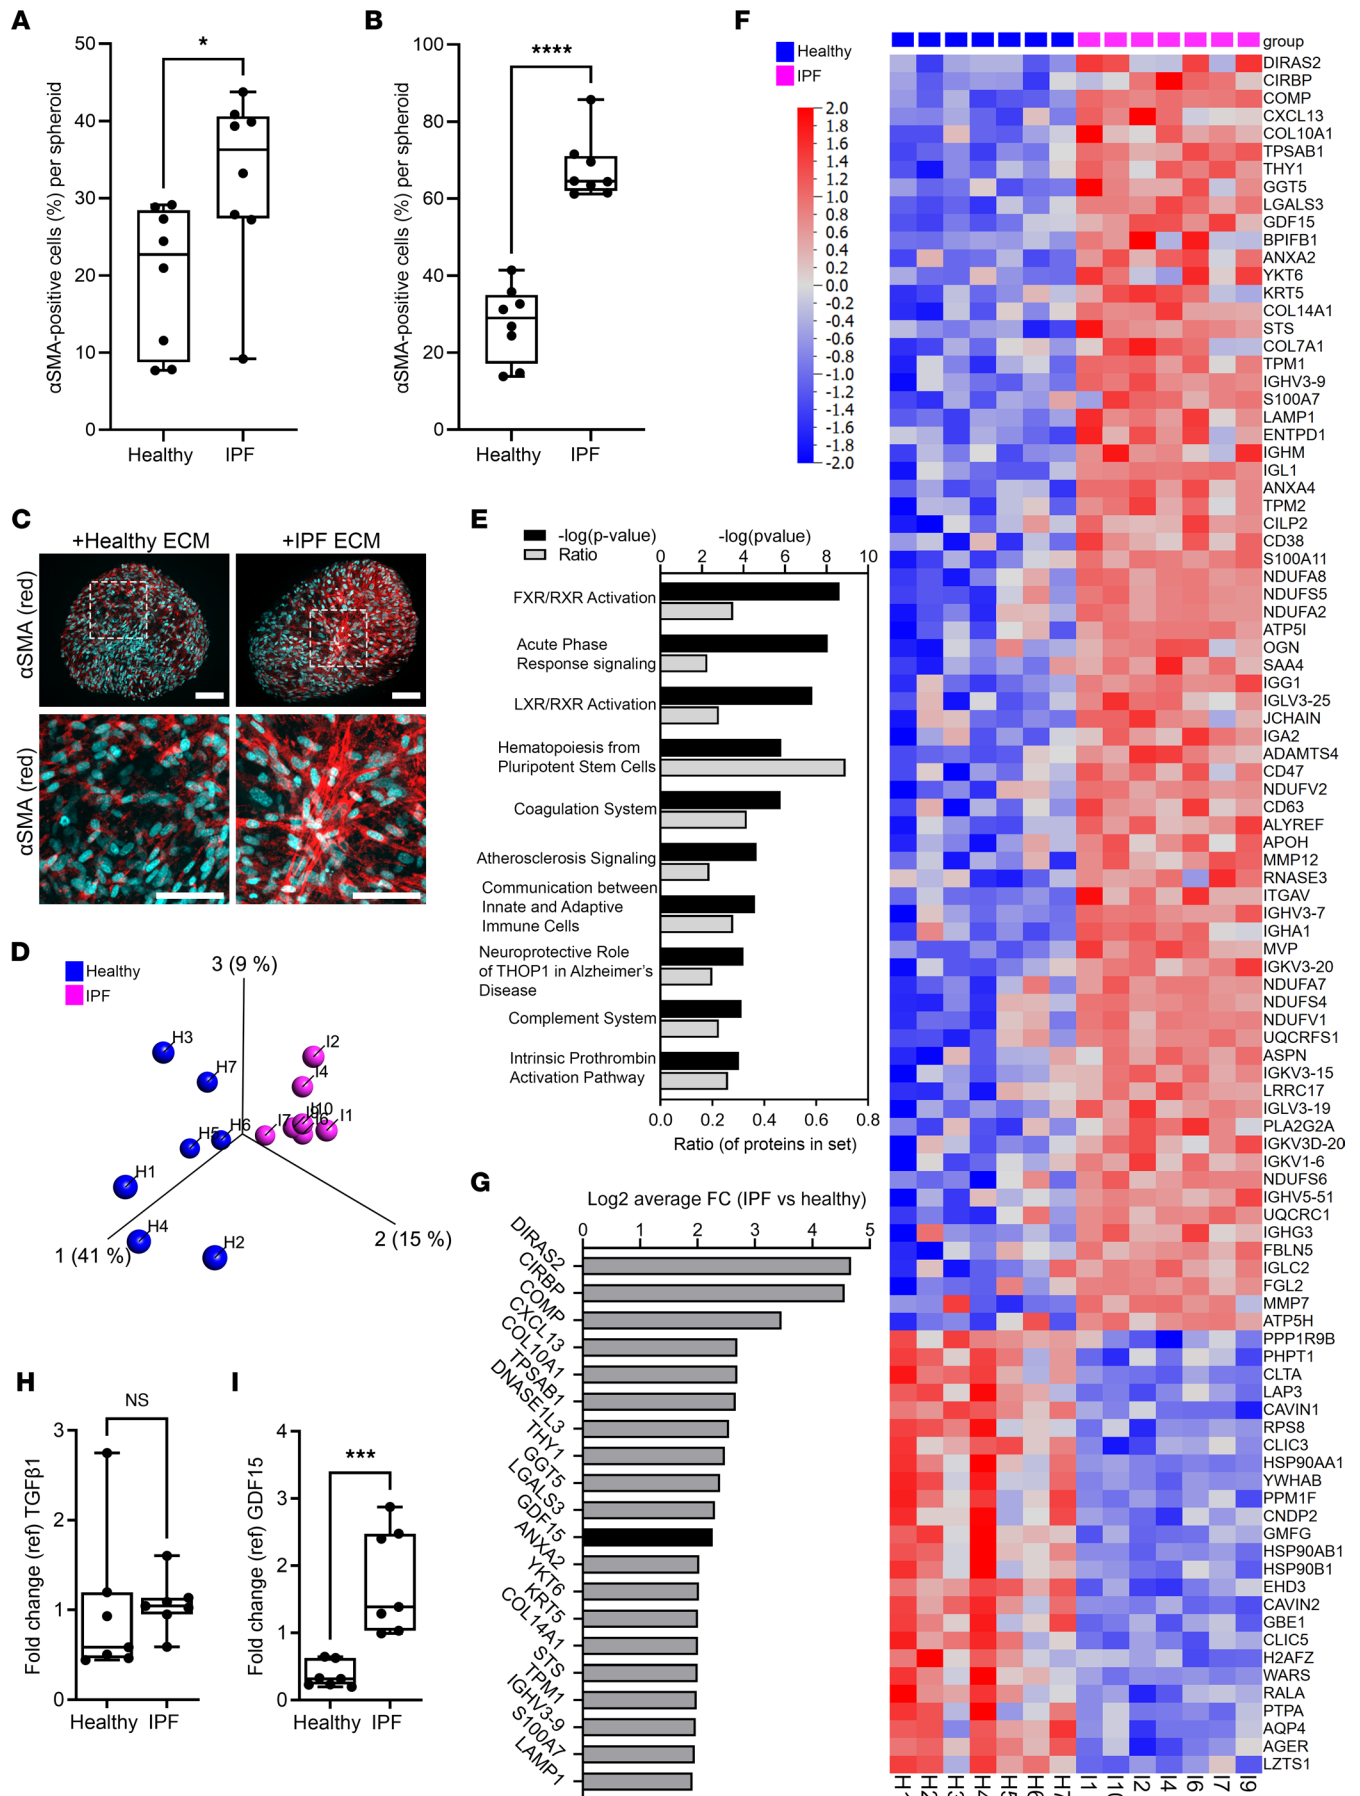 A
50
40
30
20
10
0
αSMA-positive cells (%) per spheroid
*
Healthy
IPF
B
100
80
60
40
20
0
αSMA-positive cells (%) per spheroid
****
Healthy
IPF
C
+Healthy ECM
+IPF ECM
αSMA (red)
αSMA (red)
D
Healthy
IPF
3 (9 %)
H3
H7
H5
H6
H1
H4
H2
I2
I4
I10
I7
I6
I1
1 (41 %)
2 (15 %)
E
-log(p-value)
Ratio
-log(pvalue)
0 2 4 6 8 10
FXR/RXR Activation
Acute Phase
Response signaling
LXR/RXR Activation
Hematopoiesis from
Pluripotent Stem Cells
Coagulation System
Atherosclerosis Signaling
Communication between
Innate and Adaptive
Immune Cells
Neuroprotective Role
of THOP1 in Alzheimer's
Disease
Complement System
Intrinsic Prothrombin
Activation Pathway
0.0 0.2 0.4 0.6 0.8
Ratio (of proteins in set)
F
Healthy
IPF
2.0
1.8
1.6
1.4
1.2
1.0
0.8
0.6
0.4
0.2
0.0
-0.2
-0.4
-0.6
-0.8
-1.0
-1.2
-1.4
-1.6
-1.8
-2.0
group
DIRAS2
CIRBP
COMP
CXCL13
COL10A1
TPSAB1
THY1
GGT5
LGALS3
GDF15
BPIFB1
ANXA2
YKT6
KRT5
COL14A1
STS
COL7A1
TPM1
IGHV3-9
S100A7
LAMP1
ENTPD1
IGHM
IGL1
ANXA4
TPM2
CILP2
CD38
S100A11
NDUFA8
NDUFS5
NDUFA2
ATP5I
OGN
SAA4
IGG1
IGLV3-25
JCHAIN
IGA2
ADAMTS4
CD47
NDUFV2
CD63
ALYREF
APOH
MMP12
RNASE3
ITGAV
IGHV3-7
IGHA1
MVP
IGKV3-20
NDUFA7
NDUFS4
NDUFV1
UQCRFS1
ASPN
IGKV3-15
LRRC17
IGLV3-19
PLA2G2A
IGKV3D-20
IGKV1-6
NDUFS6
IGHV5-51
UQCRC1
IGHG3
FBLN5
IGLC2
FGL2
MMP7
ATP5H
PPP1R9B
PHPT1
CLTA
LAP3
CAVIN1
RPS8
CLIC3
HSP90AA1
YWHAB
PPM1F
CNDP2
GMFG
HSP90AB1
HSP90B1
EHD3
CAVIN2
GBE1
CLIC5
H2AFZ
WARS
RALA
PTPA
AQP4
AGER
LZTS1
H1 H2 H3 H4 H5 H6 H7 I1 I10 I2 I4 I6 I7 I9
G
Log2 average FC (IPF vs healthy)
0 1 2 3 4 5
DIRAS2
CIRBP
COMP
CXCL13
COL10A1
TPSAB1
DNASE1L3
THY1
GGT5
LGALS3
GDF15
ANXA2
YKT6
KRT5
COL14A1
STS
TPM1
IGHV3-9
S100A7
LAMP1
H
NS
3
2
1
0
Fold change (ref) TGFβ1
Healthy
IPF
I
***
4
3
2
1
0
Fold change (ref) GDF15
Healthy
IPF